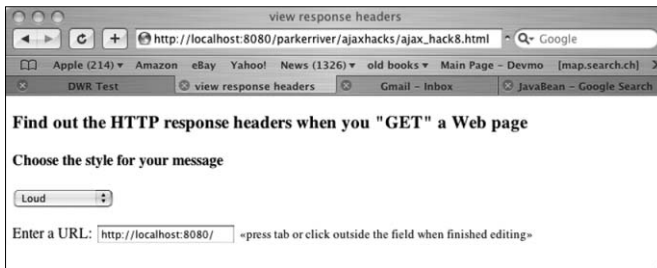 view response headers
http://localhost:8080/parkerriver/ajaxhacks/ajax_hack8.html Google
Apple (214) Amazon eBay Yahoo! News (1326) old books Main Page - Devmo [map.search.ch]
DWR Test view response headers Gmail - Inbox JavaBean - Google Search
Find out the HTTP response headers when you "GET" a Web page
Choose the style for your message
Loud
Enter a URL: http://localhost:8080/ «press tab or click outside the field when finished editing»